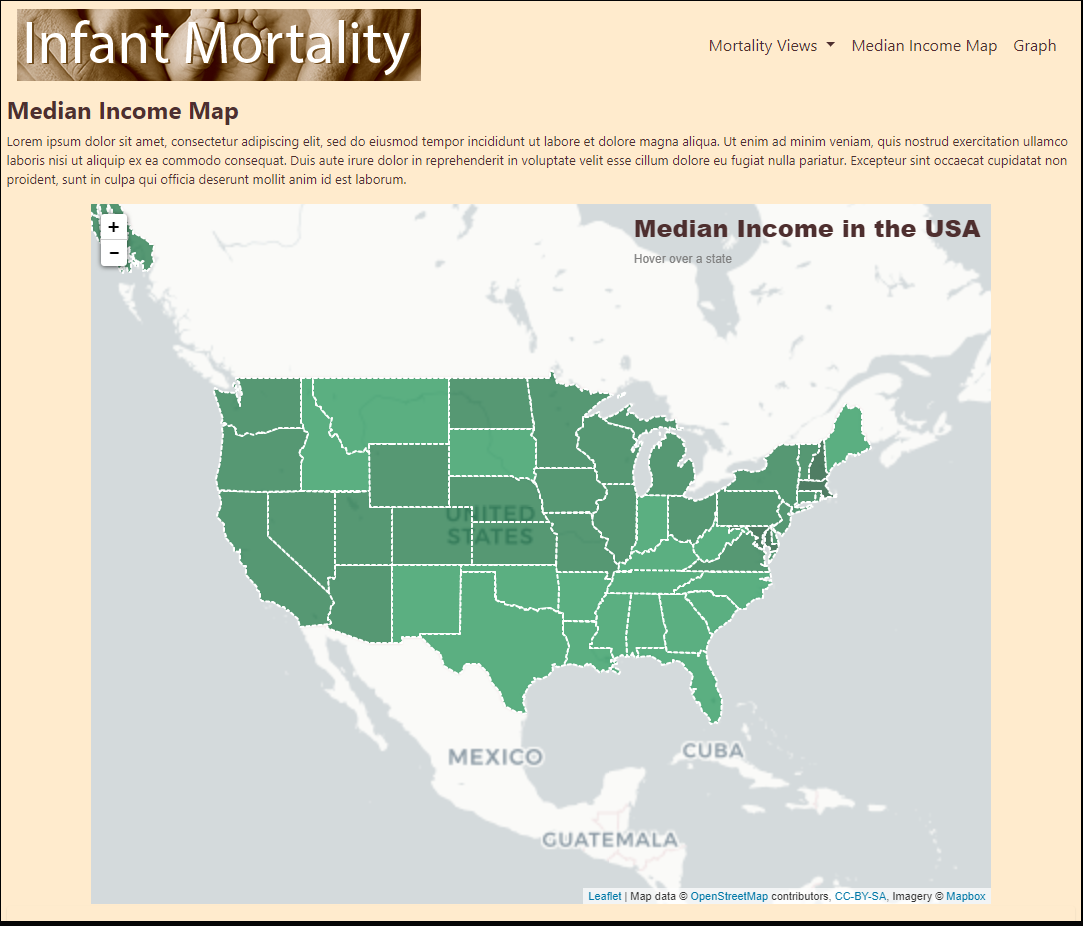 Infant Mortality
Mortality Views Median Income Map Graph
Median Income Map
Lorem ipsum dolor sit amet, consectetur adipiscing elit, sed do eiusmod tempor incididunt ut labore et dolore magna aliqua. Ut enim ad minim veniam, quis nostrud exercitation ullamco
laboris nisi ut aliquip ex ea commodo consequat. Duis aute irure dolor in reprehenderit in voluptate velit esse cillum dolore eu fugiat nulla pariatur. Excepteur sint occaecat cupidatat non
proident, sunt in culpa qui officia deserunt mollit anim id est laborum.
+
−
Median Income in the USA
Hover over a state
UNITED
STATES
MEXICO
CUBA
GUATEMALA
Leaflet | Map data © OpenStreetMap contributors, CC-BY-SA, Imagery © Mapbox